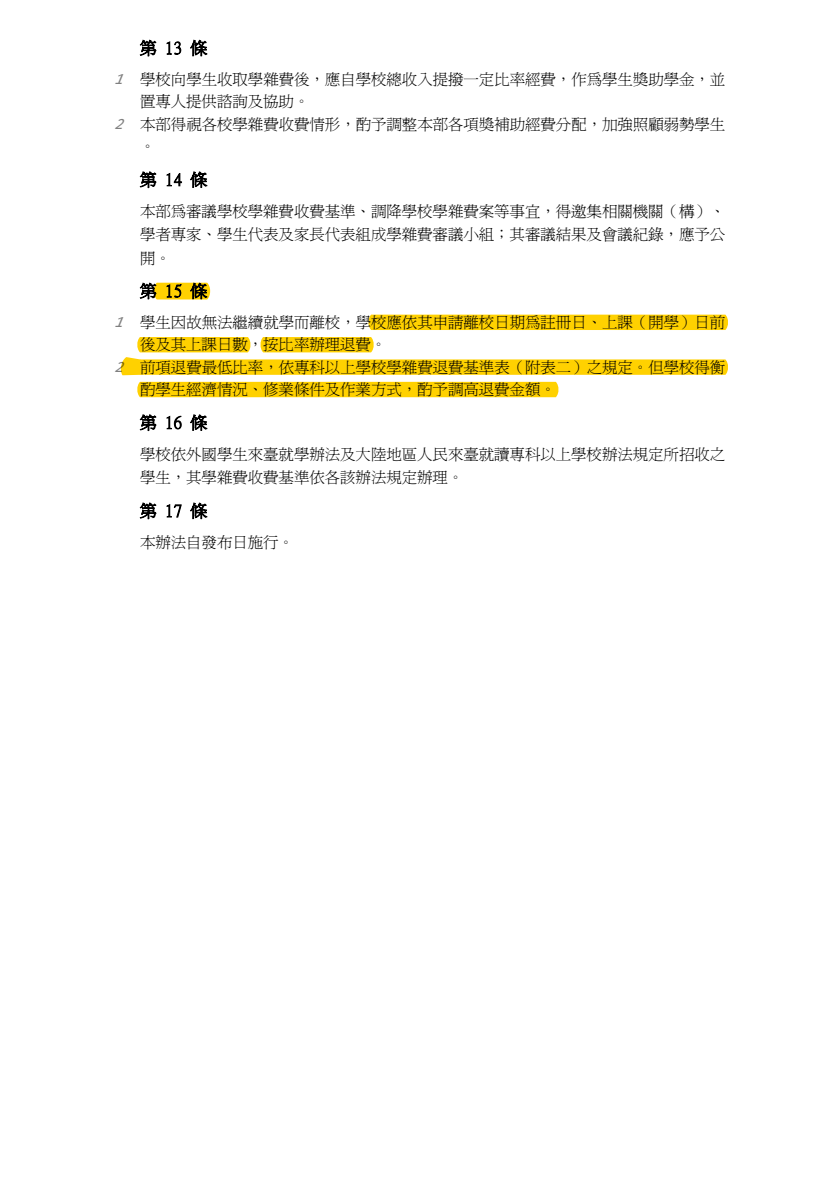 第 13 條
1 學校向學生收取學雜費後，應自學校總收入提撥一定比率經費，作為學生獎助學金，並
置專人提供諮詢及協助。
2 本部得視各校學雜費收費情形，酌予調整本部各項獎補助經費分配，加強照顧弱勢學生
。
第 14 條
本部為審議學校學雜費收費基準、調降學校學雜費案等事宜，得邀集相關機關（構）、
學者專家、學生代表及家長代表組成學雜費審議小組；其審議結果及會議紀錄，應予公
開。
第 15 條
1 學生因故無法繼續就學而離校，學校應依其申請離校日期為註冊日、上課（開學）日前
後及其上課日數，按比率辦理退費。
2 前項退費最低比率，依專科以上學校學雜費退費基準表（附表二）之規定。但學校得衡
酌學生經濟情況、修業條件及作業方式，酌予調高退費金額。
第 16 條
學校依外國學生來臺就學辦法及大陸地區人民來臺就讀專科以上學校辦法規定所招收之
學生，其學雜費收費基準依各該辦法規定辦理。
第 17 條
本辦法自發布日施行。